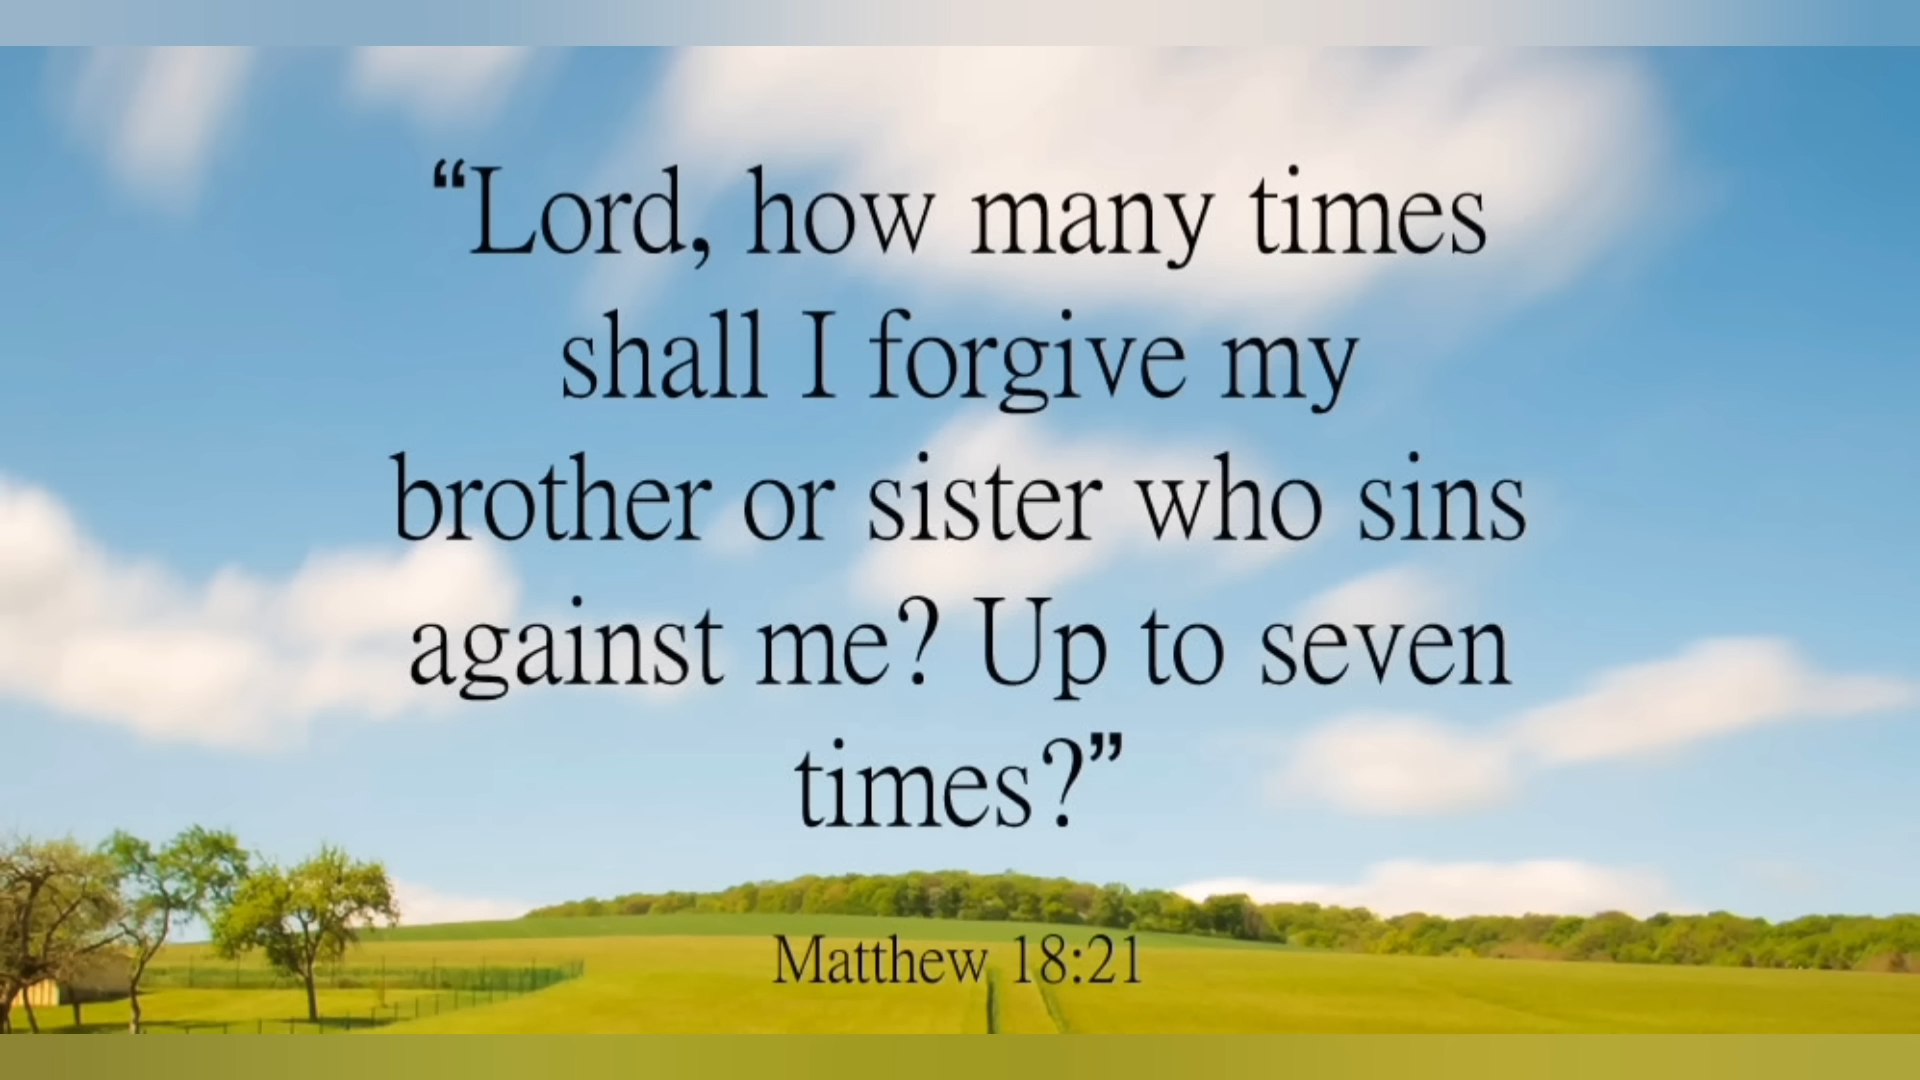 “Lord, how many times
shall I forgive my
brother or sister who sins
against me? Up to seven
times?”
Matthew 18:21